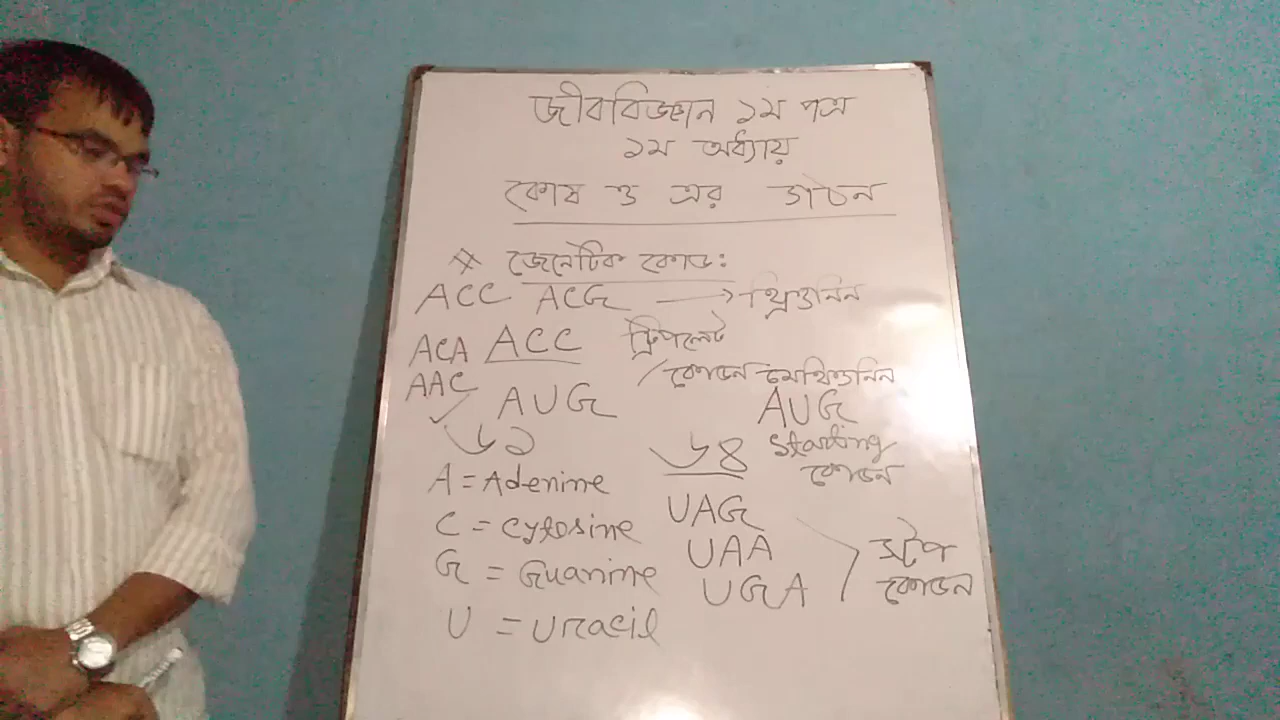 জীববিজ্ঞান ১ম পত্র
১ম অধ্যায়
কোষ ও এর গঠন
* জেনেটিক কোড:
ACC ACG → থ্রিওনিন
ACA ACC ট্রিপলেট
AAC / কোডন মেথিওনিন
✓ AUG AUG
৬১ ৬৪ Starting
কোডন
A = Adenine
UAG
C = Cytosine
UAA স্টপ
G = Guanine
UGA কোডন
U = Uracil